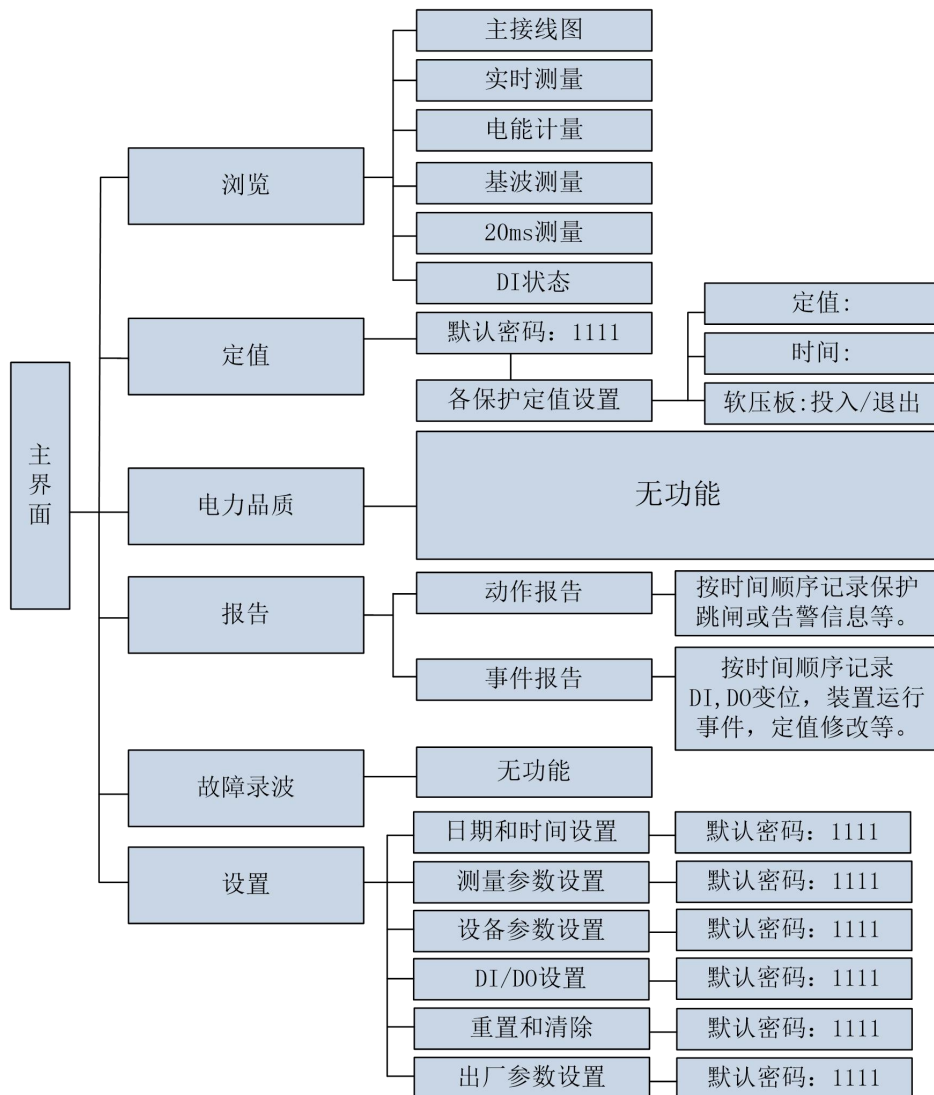 主界面
浏览
主接线图
实时测量
电能计量
基波测量
20ms测量
DI状态
定值
默认密码：1111
各保护定值设置
定值:
时间:
软压板:投入/退出
电力品质
无功能
报告
动作报告
按时间顺序记录保护
跳闸或告警信息等。
事件报告
按时间顺序记录
DI,DO变位，装置运行
事件，定值修改等。
故障录波
无功能
设置
日期和时间设置
默认密码：1111
测量参数设置
默认密码：1111
设备参数设置
默认密码：1111
DI/DO设置
默认密码：1111
重置和清除
默认密码：1111
出厂参数设置
默认密码：1111